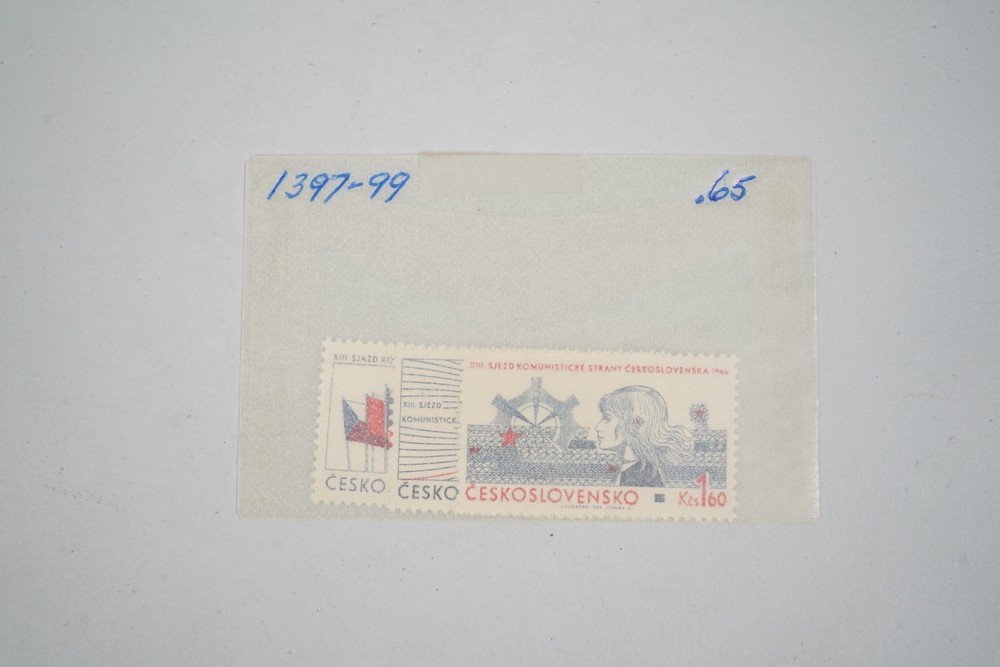 1397-99
.65
XIII. SJAZD KO
XIII. SJEZD
KOMUNISTICK
XIII. SJEZD KOMUNISTICKÉ STRANY ČESKOSLOVENSKA 1966
ČESKO
ČESKO
ČESKOSLOVENSKO
Kčs 1 60